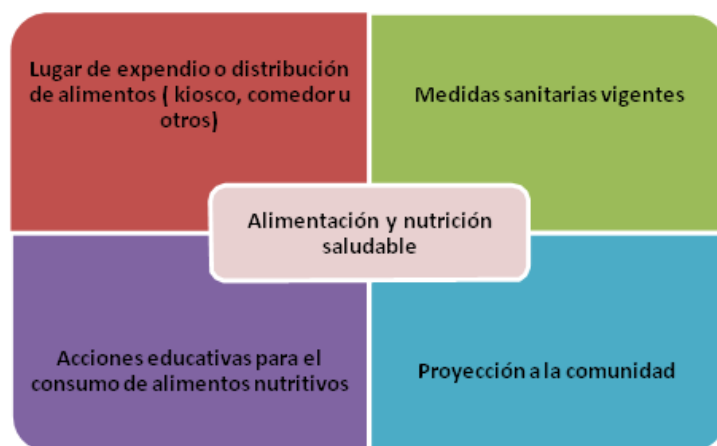 Lugar de expendio o distribución
de alimentos ( kiosco, comedor u
otros)
Medidas sanitarias vigentes
Alimentación y nutrición
saludable
Acciones educativas para el
consumo de alimentos nutritivos
Proyección a la comunidad